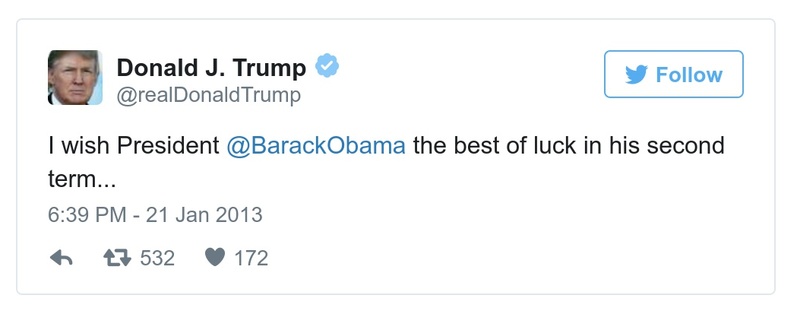 Donald J. Trump
@realDonaldTrump
Follow
I wish President @BarackObama the best of luck in his second
term...
6:39 PM - 21 Jan 2013
532 172